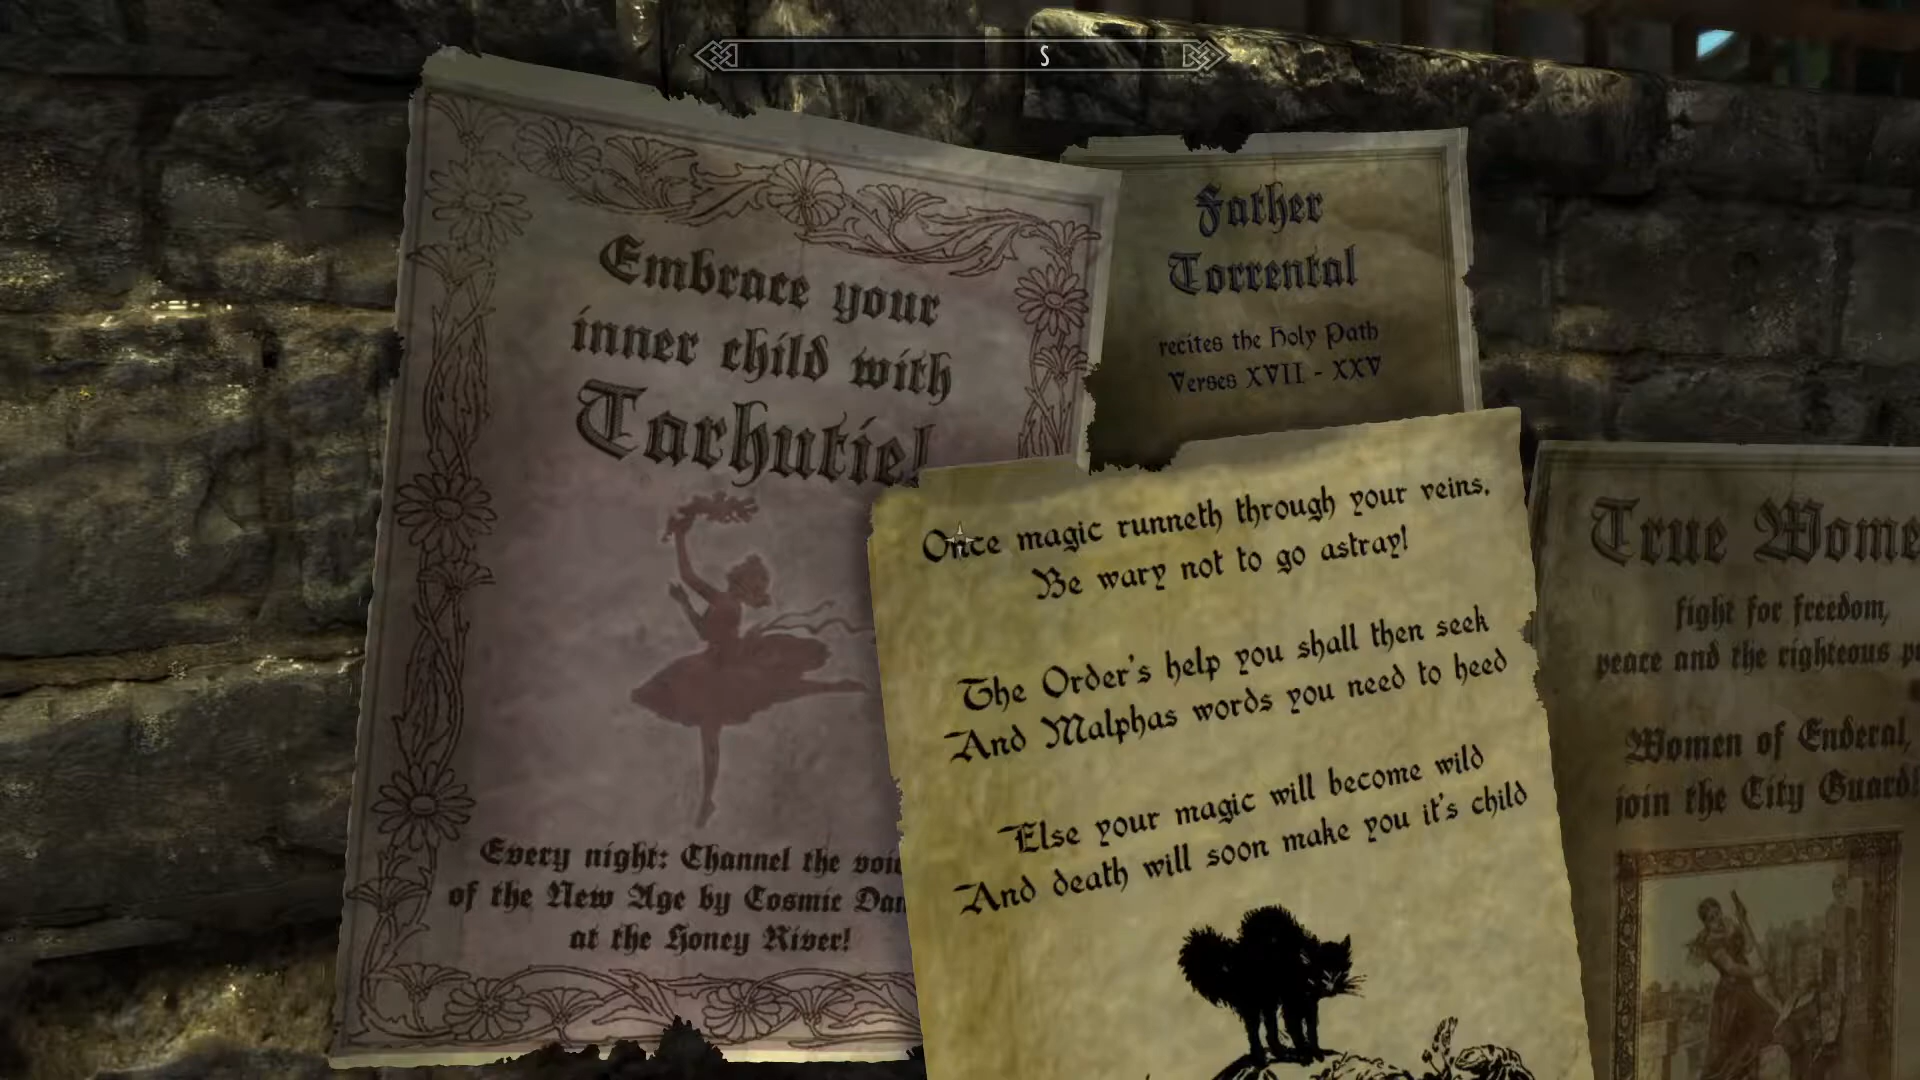 S
Embrace your
inner child with
Tarhutie!
Every night: Channel the
of the New Age by Cosmic
at the Honey River!
Father
Torrental
recites the Holy Path
Verses XVII - XXV
Once magic runneth through your veins,
Be wary not to go astray!
The Order's help you shall then seek
And Malphas words you need to heed
Else your magic will become wild
And death will soon make you it's child
True
fight for freedom,
peace and the righteous
Women of Enderal,
join the City Guard!